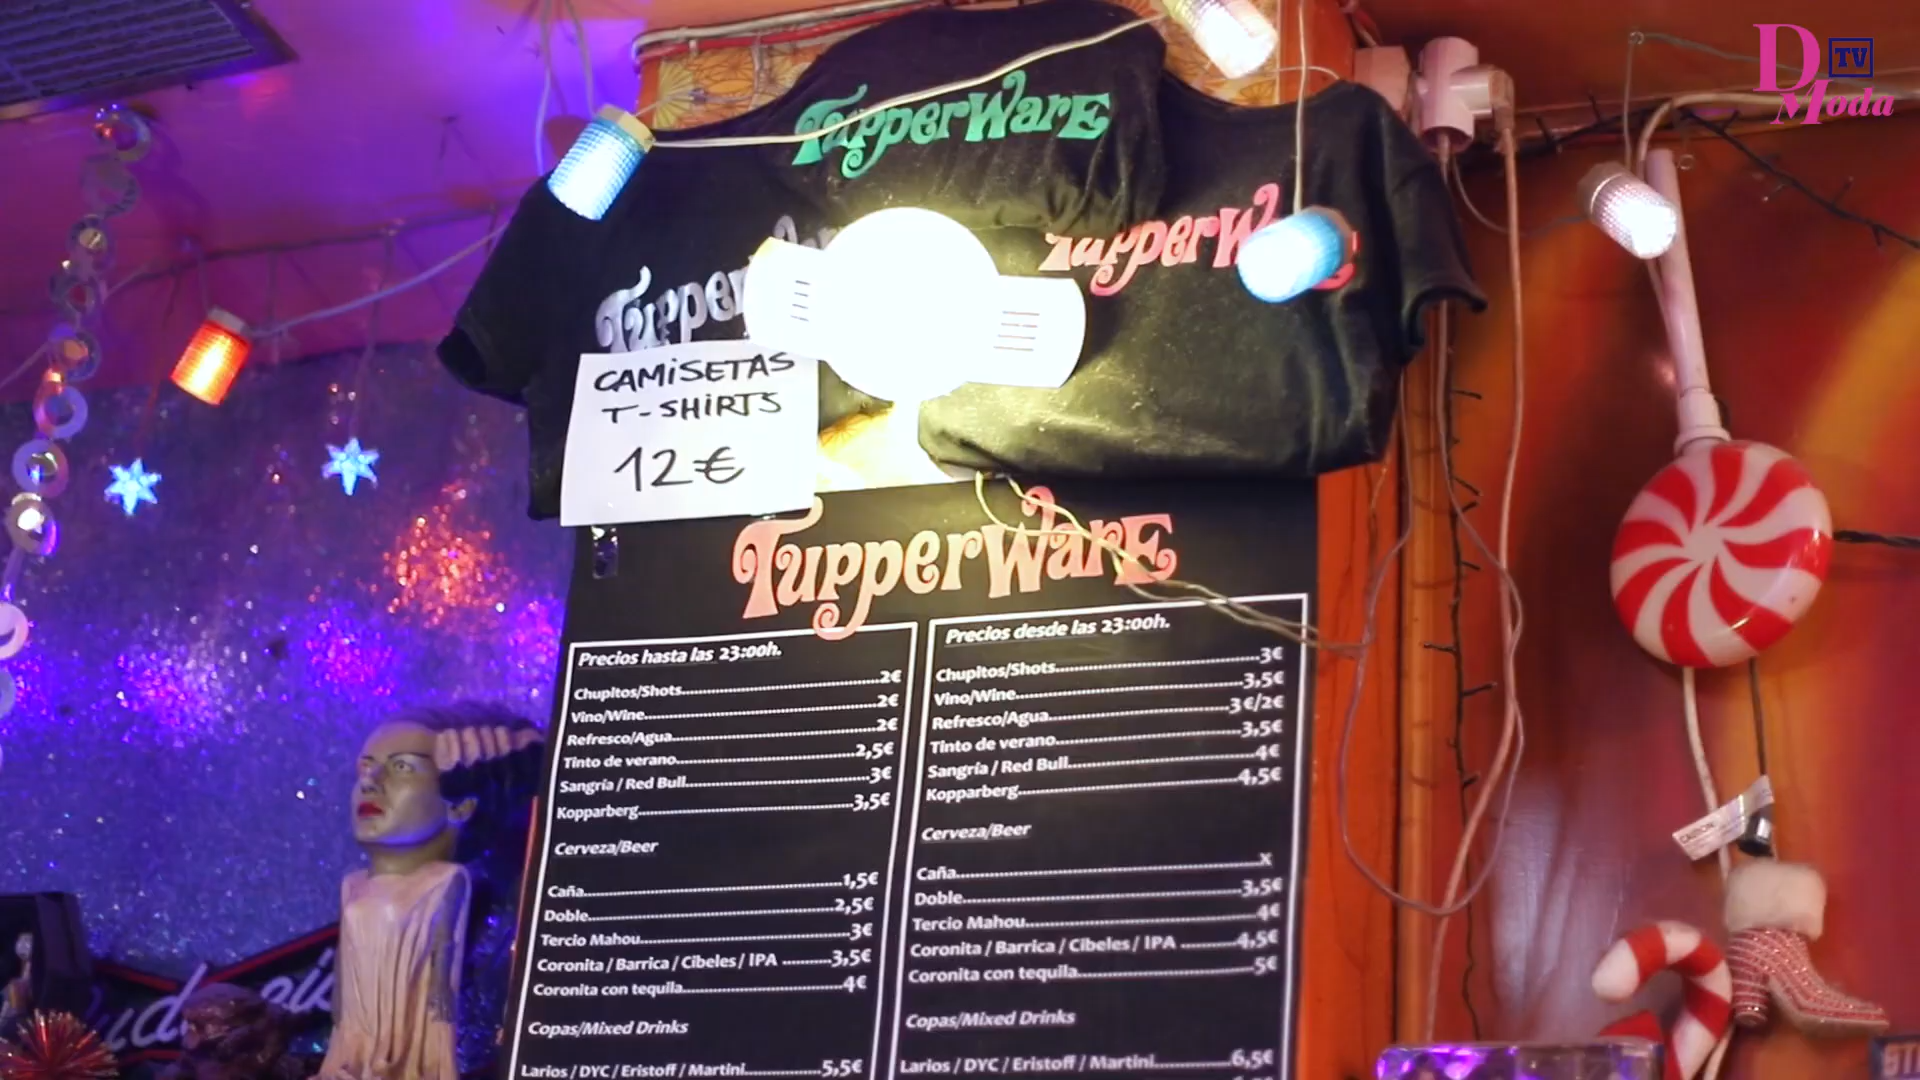 D TV
Moda
TupperWare
Tupper
TupperW
CAMiSETAS
T-SHiRTS
12€
TupperWare
Precios hasta las 23:00h.
Chupitos/Shots 2€
Vino/Wine 2€
Refresco/Agua 2€
Tinto de verano 2,5€
Sangría / Red Bull 3€
Kopparberg 3,5€
Cerveza/Beer
Caña 1,5€
Doble 2,5€
Tercio Mahou 3€
Coronita / Barrica / Cibeles / IPA 3,5€
Coronita con tequila 4€
Copas/Mixed Drinks
Larios / DYC / Eristoff / Martini 5,5€
Precios desde las 23:00h.
Chupitos/Shots 3€
Vino/Wine 3,5€
Refresco/Agua 3€/2€
Tinto de verano 3,5€
Sangría / Red Bull 4€
Kopparberg 4,5€
Cerveza/Beer
Caña X
Doble 3,5€
Tercio Mahou 4€
Coronita / Barrica / Cibeles / IPA 4,5€
Coronita con tequila 5€
Copas/Mixed Drinks
Larios / DYC / Eristoff / Martini 6,5€